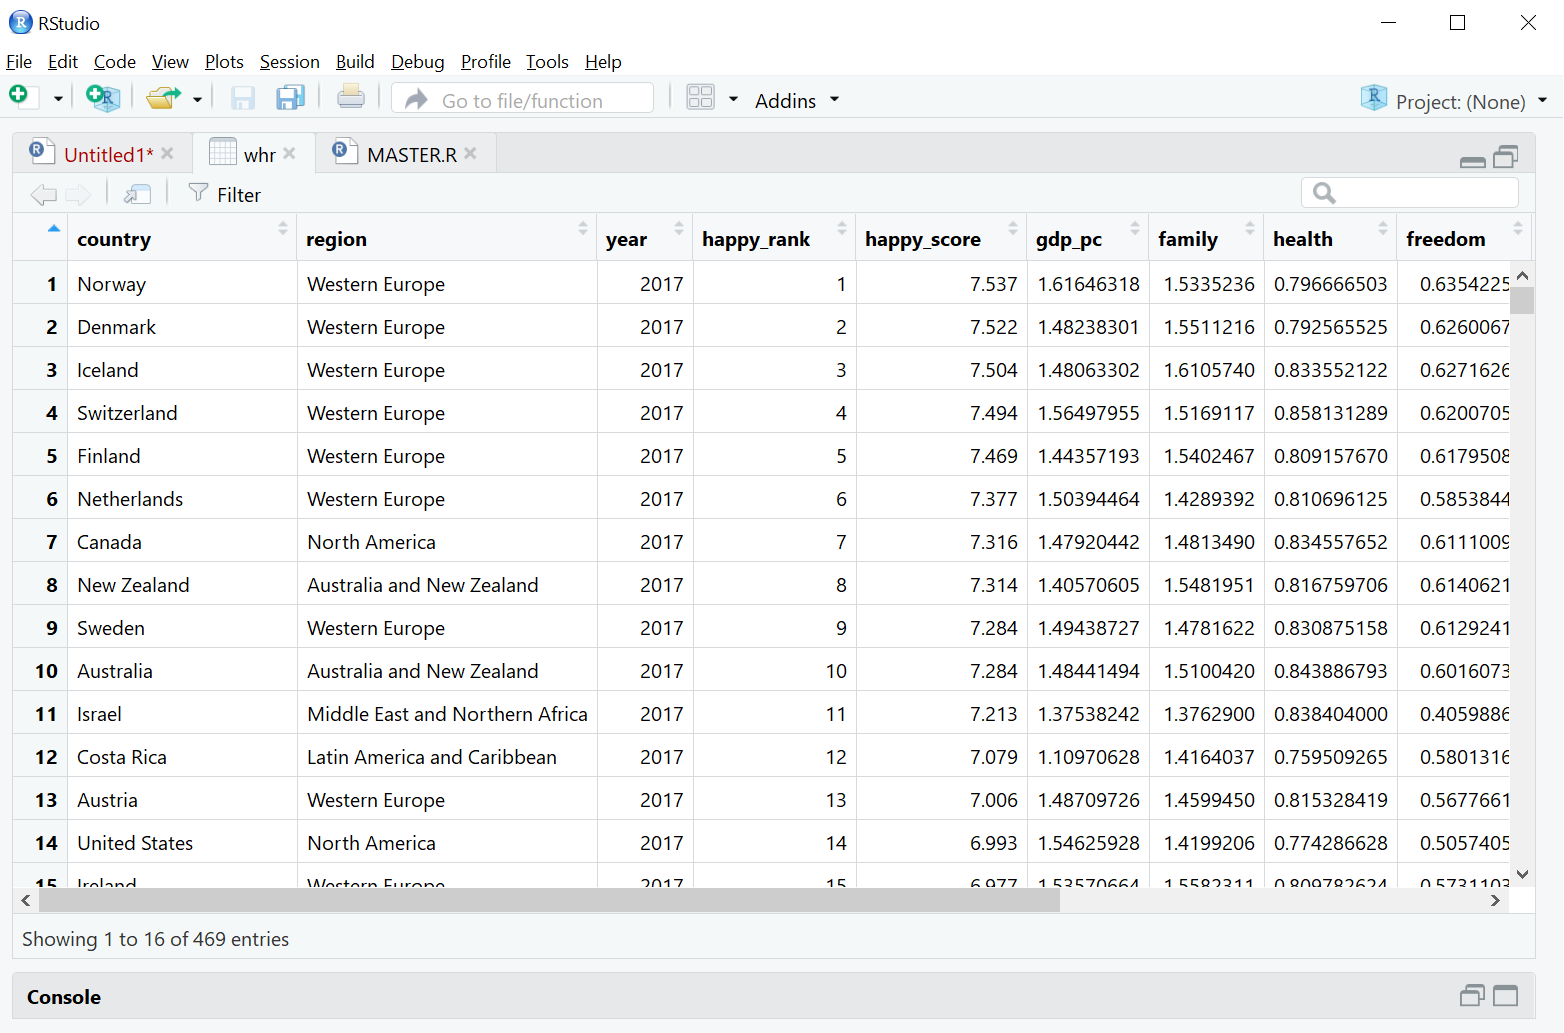 RStudio
File Edit Code View Plots Session Build Debug Profile Tools Help
Go to file/function Addins Project: (None)
Untitled1* whr MASTER.R
Filter
country region year happy_rank happy_score gdp_pc family health freedom
1 Norway Western Europe 2017 1 7.537 1.61646318 1.5335236 0.796666503 0.6354225
2 Denmark Western Europe 2017 2 7.522 1.48238301 1.5511216 0.792565525 0.6260067
3 Iceland Western Europe 2017 3 7.504 1.48063302 1.6105740 0.833552122 0.6271626
4 Switzerland Western Europe 2017 4 7.494 1.56497955 1.5169117 0.858131289 0.6200705
5 Finland Western Europe 2017 5 7.469 1.44357193 1.5402467 0.809157670 0.6179508
6 Netherlands Western Europe 2017 6 7.377 1.50394464 1.4289392 0.810696125 0.5853844
7 Canada North America 2017 7 7.316 1.47920442 1.4813490 0.834557652 0.6111009
8 New Zealand Australia and New Zealand 2017 8 7.314 1.40570605 1.5481951 0.816759706 0.6140621
9 Sweden Western Europe 2017 9 7.284 1.49438727 1.4781622 0.830875158 0.6129241
10 Australia Australia and New Zealand 2017 10 7.284 1.48441494 1.5100420 0.843886793 0.6016073
11 Israel Middle East and Northern Africa 2017 11 7.213 1.37538242 1.3762900 0.838404000 0.4059886
12 Costa Rica Latin America and Caribbean 2017 12 7.079 1.10970628 1.4164037 0.759509265 0.5801316
13 Austria Western Europe 2017 13 7.006 1.48709726 1.4599450 0.815328419 0.5677661
14 United States North America 2017 14 6.993 1.54625928 1.4199206 0.774286628 0.5057405
15 Ireland Western Europe 2017 15 6.977 1.53570664 1.5582311 0.809782624 0.5731103
Showing 1 to 16 of 469 entries
Console